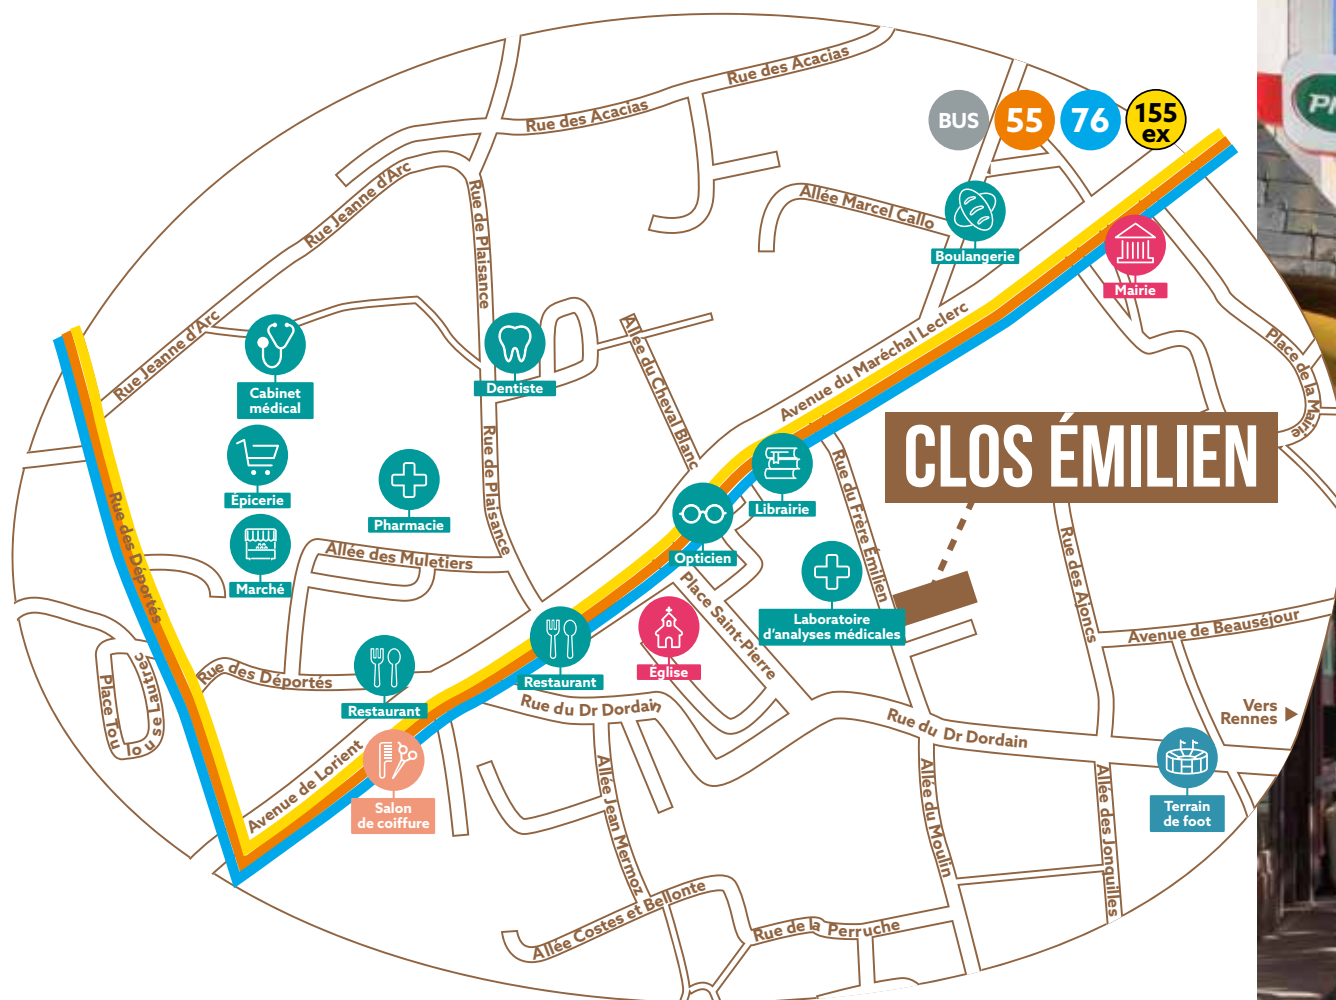 Rue des Acacias
Rue des Acacias
BUS
55
76
155
ex
Rue Jeanne d'Arc
Rue de Plaisance
Allée Marcel Callo
Boulangerie
Mairie
Rue Jeanne d'Arc
Cabinet
médical
Dentiste
Allée du Cheval Blanc
Avenue du Maréchal Leclerc
Place de la Mairie
CLOS ÉMILIEN
Épicerie
Pharmacie
Rue de Plaisance
Librairie
Rue du Frère Émilien
Rue des Déportés
Marché
Allée des Muletiers
Opticien
Place Saint-Pierre
Laboratoire
d'analyses médicales
Rue des Ajoncs
Avenue de Beauséjour
Rue des Déportés
Restaurant
Restaurant
Église
Rue du Dr Dordain
Rue du Dr Dordain
Vers
Rennes
Place Toulouse Lautrec
Avenue de Lorient
Salon
de coiffure
Allée Jean Mermoz
Allée du Moulin
Allée des Jonquilles
Terrain
de foot
Allée Costes et Bellonte
Rue de la Perruche